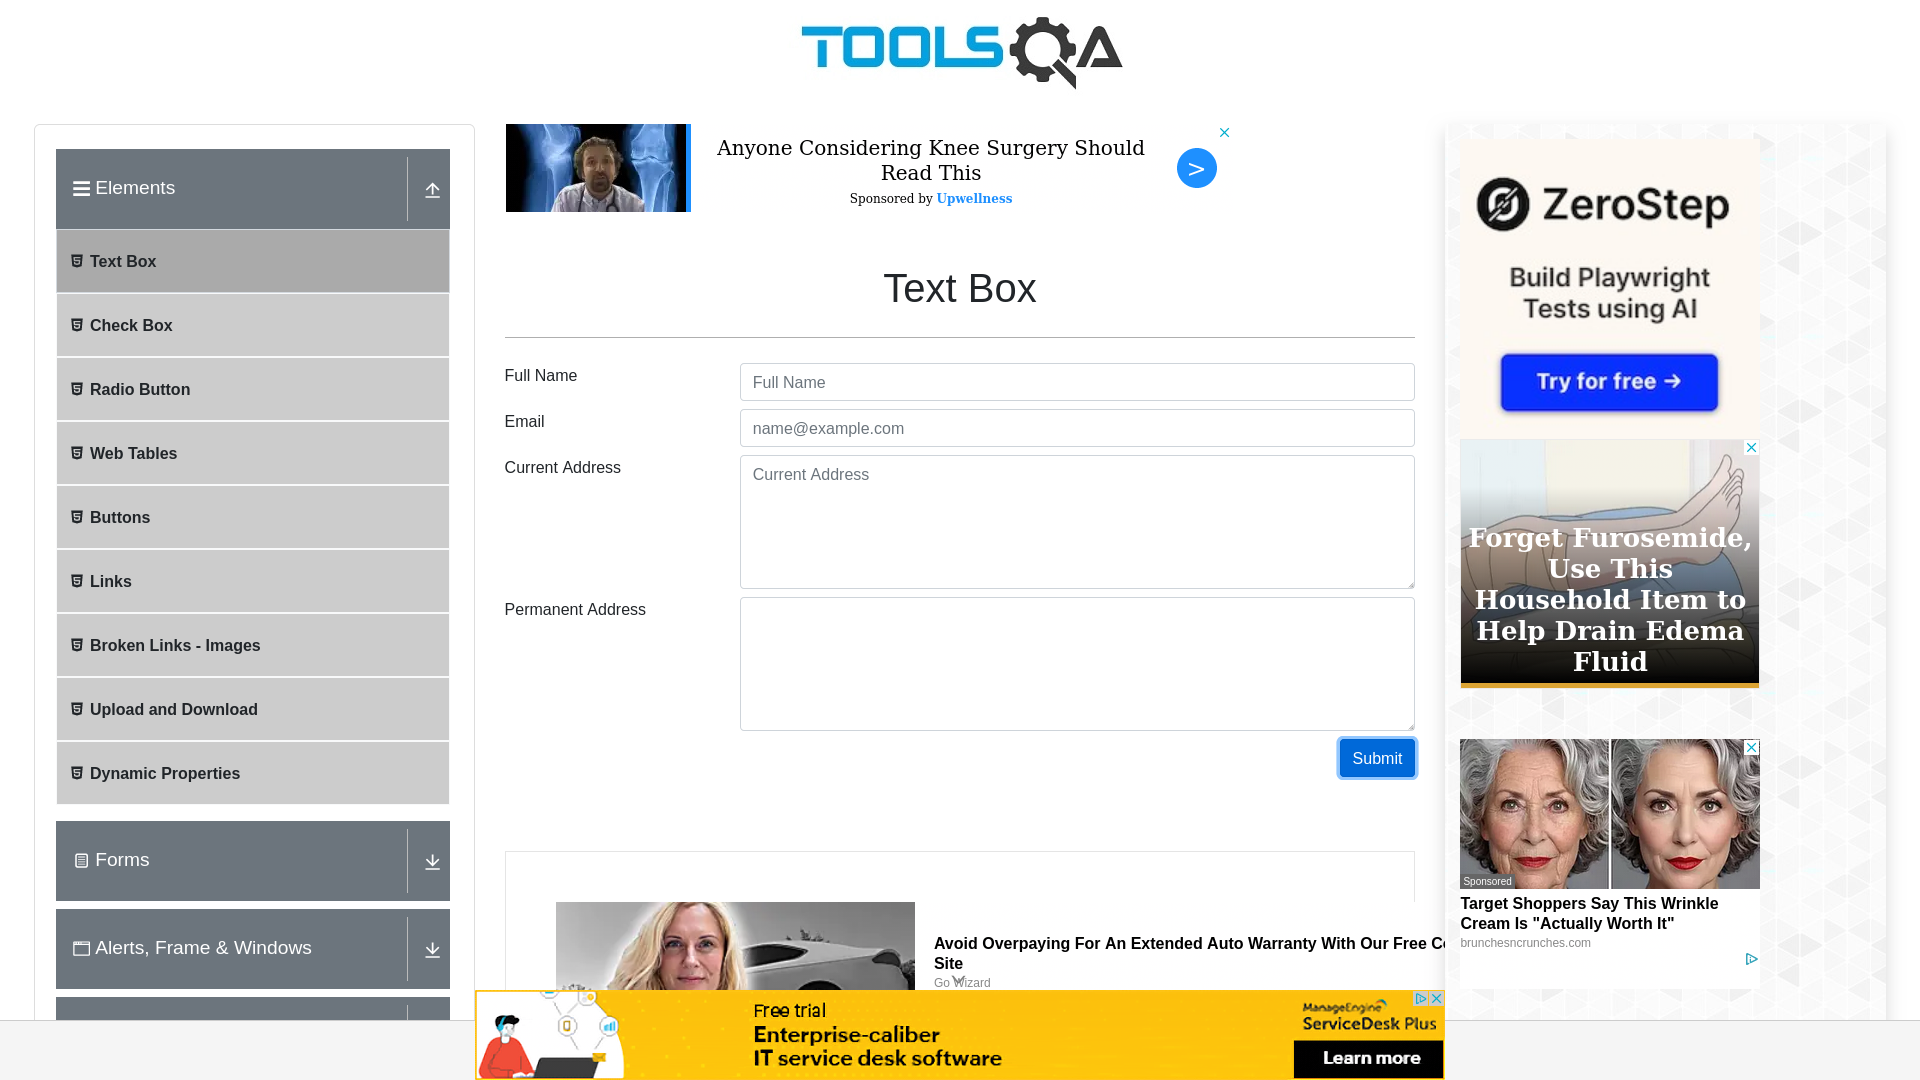 TOOLSQA
Elements
Text Box
Check Box
Radio Button
Web Tables
Buttons
Links
Broken Links - Images
Upload and Download
Dynamic Properties
Forms
Alerts, Frame & Windows
Anyone Considering Knee Surgery Should
Read This
Sponsored by Upwellness
>
Text Box
Full Name
Full Name
Email
name@example.com
Current Address
Current Address
Permanent Address
Submit
Avoid Overpaying For An Extended Auto Warranty With Our Free
Site
Go Wizard
Free trial
Enterprise-caliber
IT service desk software
ManageEngine
ServiceDesk Plus
Learn more
ZeroStep
Build Playwright
Tests using AI
Try for free →
Forget Furosemide,
Use This
Household Item to
Help Drain Edema
Fluid
Sponsored
Target Shoppers Say This Wrinkle
Cream Is "Actually Worth It"
brunchesncrunches.com